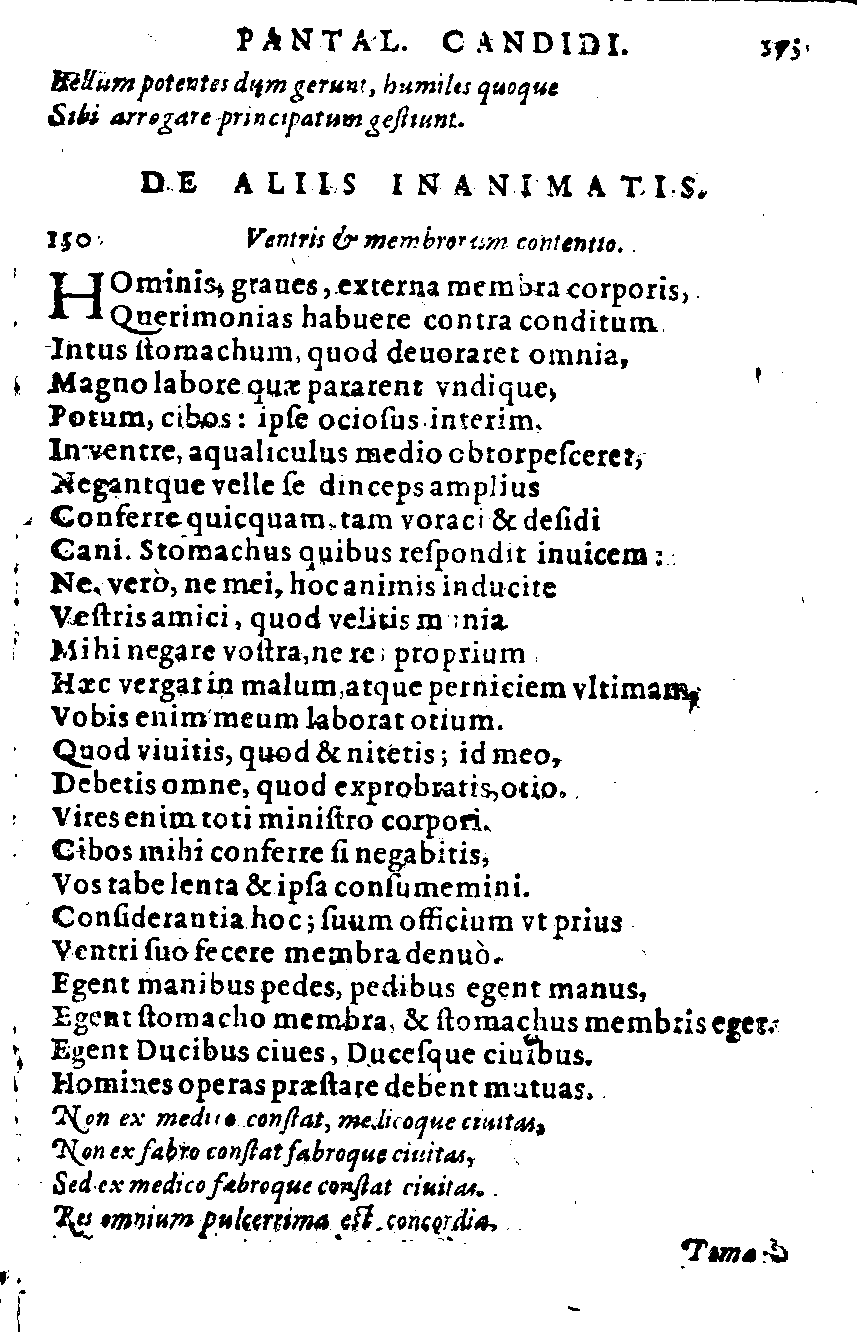 PANTAL. CANDIDI. 375
Bellum potentes dum gerunt, humiles quoque
Sibi arrogare principatum gestiunt.
DE ALIIS INANIMATIS.
150 Ventris & membrorum contentio.
HOminis, graues, externa membra corporis,
Querimonias habuere contra conditum
Intus ſtomachum, quod deuoraret omnia,
Magno labore quæ pararent vndique,
Potum, cibos: ipſe ocioſus interim,
In ventre, aqualiculus medio obtorpeſceret,
Negantque velle ſe dinceps amplius
Conferre quicquam, tam voraci & deſidi
Cani. Stomachus quibus reſpondit inuicem:
Ne, verò, ne mei, hoc animis inducite
Veſtris amici, quod velitis mnia
Mihi negare voſtra, ne rei proprium
Hæc vergat in malum, atque perniciem vltimam,
Vobis enim meum laborat otium.
Quod viuitis, quod & nitetis; id meo,
Debetis omne, quod exprobratis, otio.
Vires enim toti miniſtro corpori.
Cibos mihi conferre ſi negabitis,
Vos tabe lenta & ipſa conſumemini.
Conſiderantia hoc; ſuum officium vt prius
Ventri ſuo fecere membra denuò.
Egent manibus pedes, pedibus egent manus,
Egent ſtomacho membra, & ſtomachus membris eget.
Egent Ducibus ciues, Duceſque ciuibus.
Homines operas præſtare debent mutuas.
Non ex medico conſtat, medicoque ciuitas,
Non ex fabro conſtat fabroque ciuitas,
Sed ex medico fabroque conſtat ciuitas.
Res omnium pulcerrima eſt concordia.